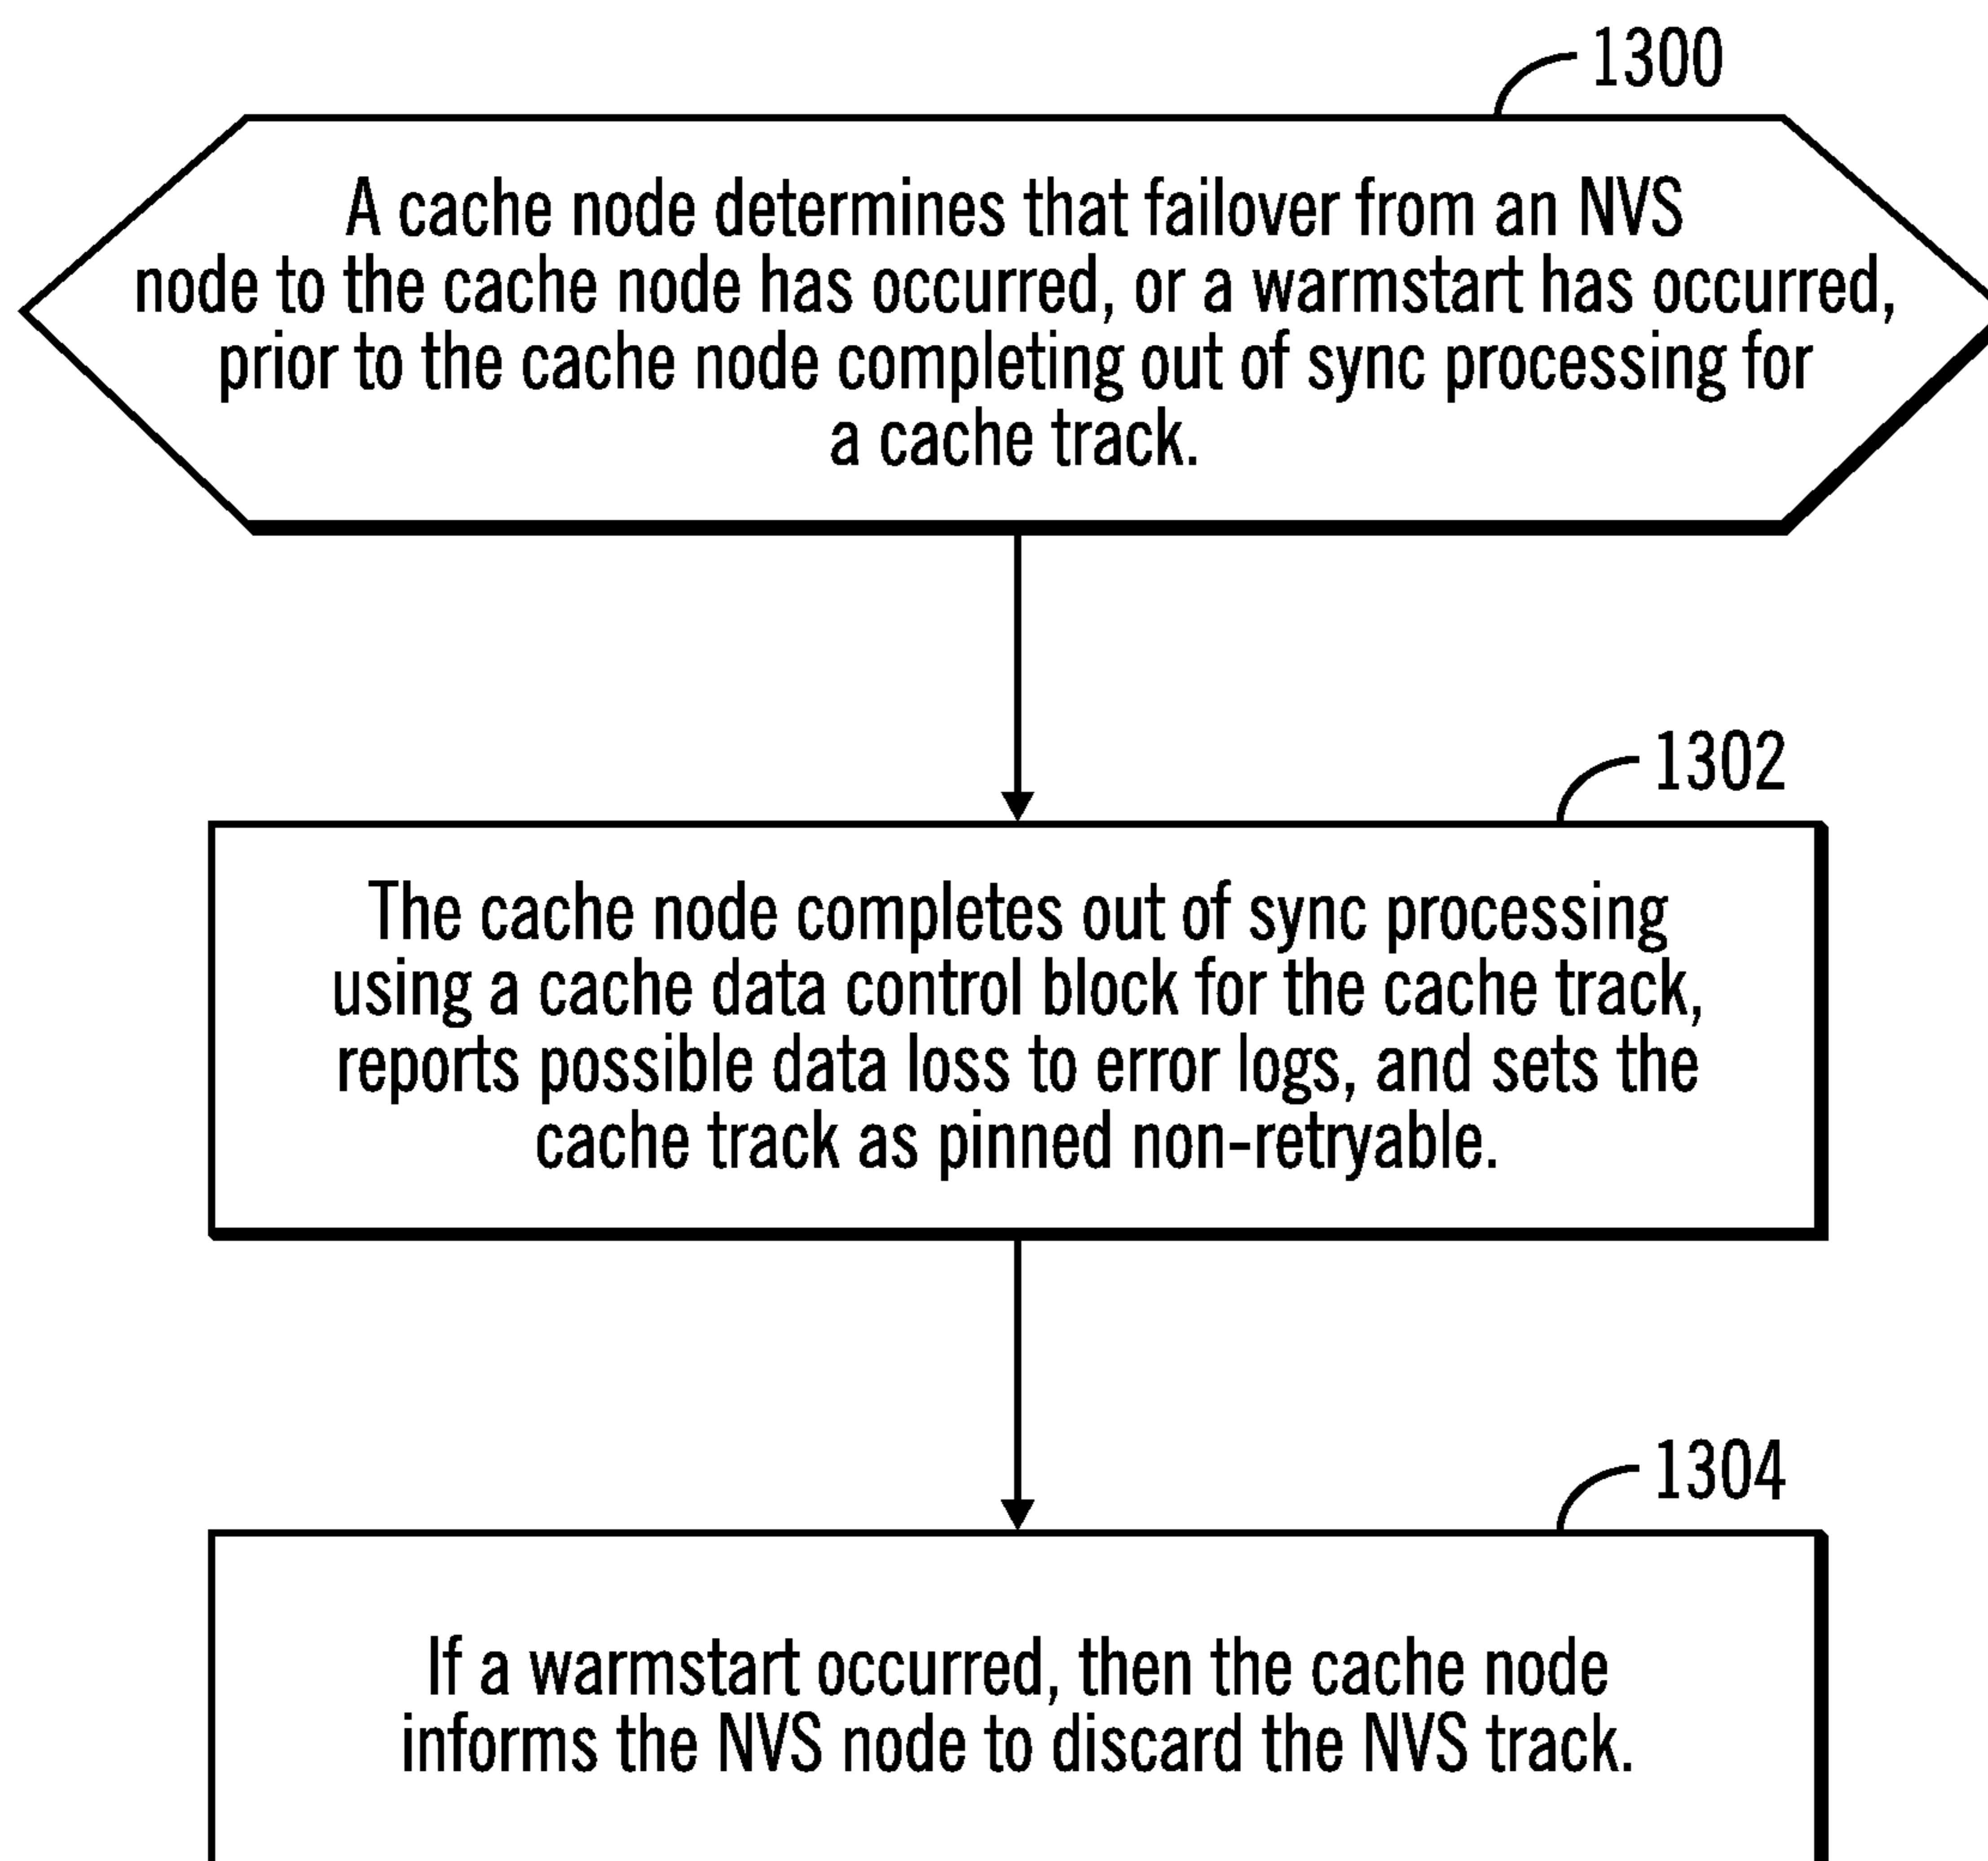 1300
A cache node determines that failover from an NVS
node to the cache node has occurred, or a warmstart has occurred,
prior to the cache node completing out of sync processing for
a cache track.
1302
The cache node completes out of sync processing
using a cache data control block for the cache track,
reports possible data loss to error logs, and sets the
cache track as pinned non-retryable.
1304
If a warmstart occurred, then the cache node
informs the NVS node to discard the NVS track.